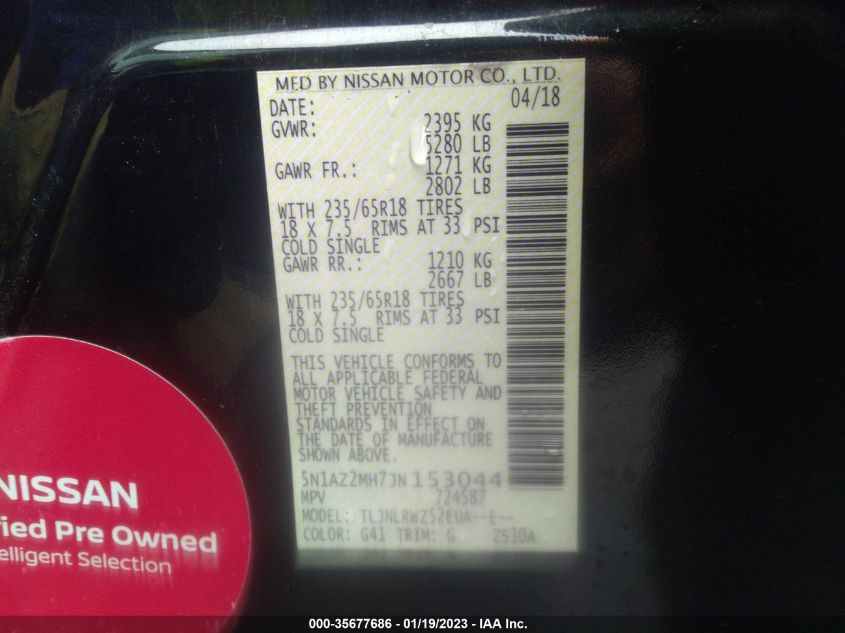 MFD BY NISSAN MOTOR CO., LTD.
DATE: 04/18
GVWR: 2395 KG
5280 LB
GAWR FR.: 1271 KG
2802 LB
WITH 235/65R18 TIRES
18 X 7.5 RIMS AT 33 PSI
COLD SINGLE
GAWR RR.: 1210 KG
2667 LB
WITH 235/65R18 TIRES
18 X 7.5 RIMS AT 33 PSI
COLD SINGLE
THIS VEHICLE CONFORMS TO
ALL APPLICABLE FEDERAL
MOTOR VEHICLE SAFETY AND
THEFT PREVENTION
STANDARDS IN EFFECT ON
THE DATE OF MANUFACTURE
SHOWN ABOVE.
5N1AZ2MH7JN153044
MPV 724587
MODEL: TLJNLRWZ52EUA--E--
COLOR: G41 TRIM: G ZS30A
NISSAN
fied Pre Owned
elligent Selection
000-35677686 - 01/19/2023 - IAA Inc.